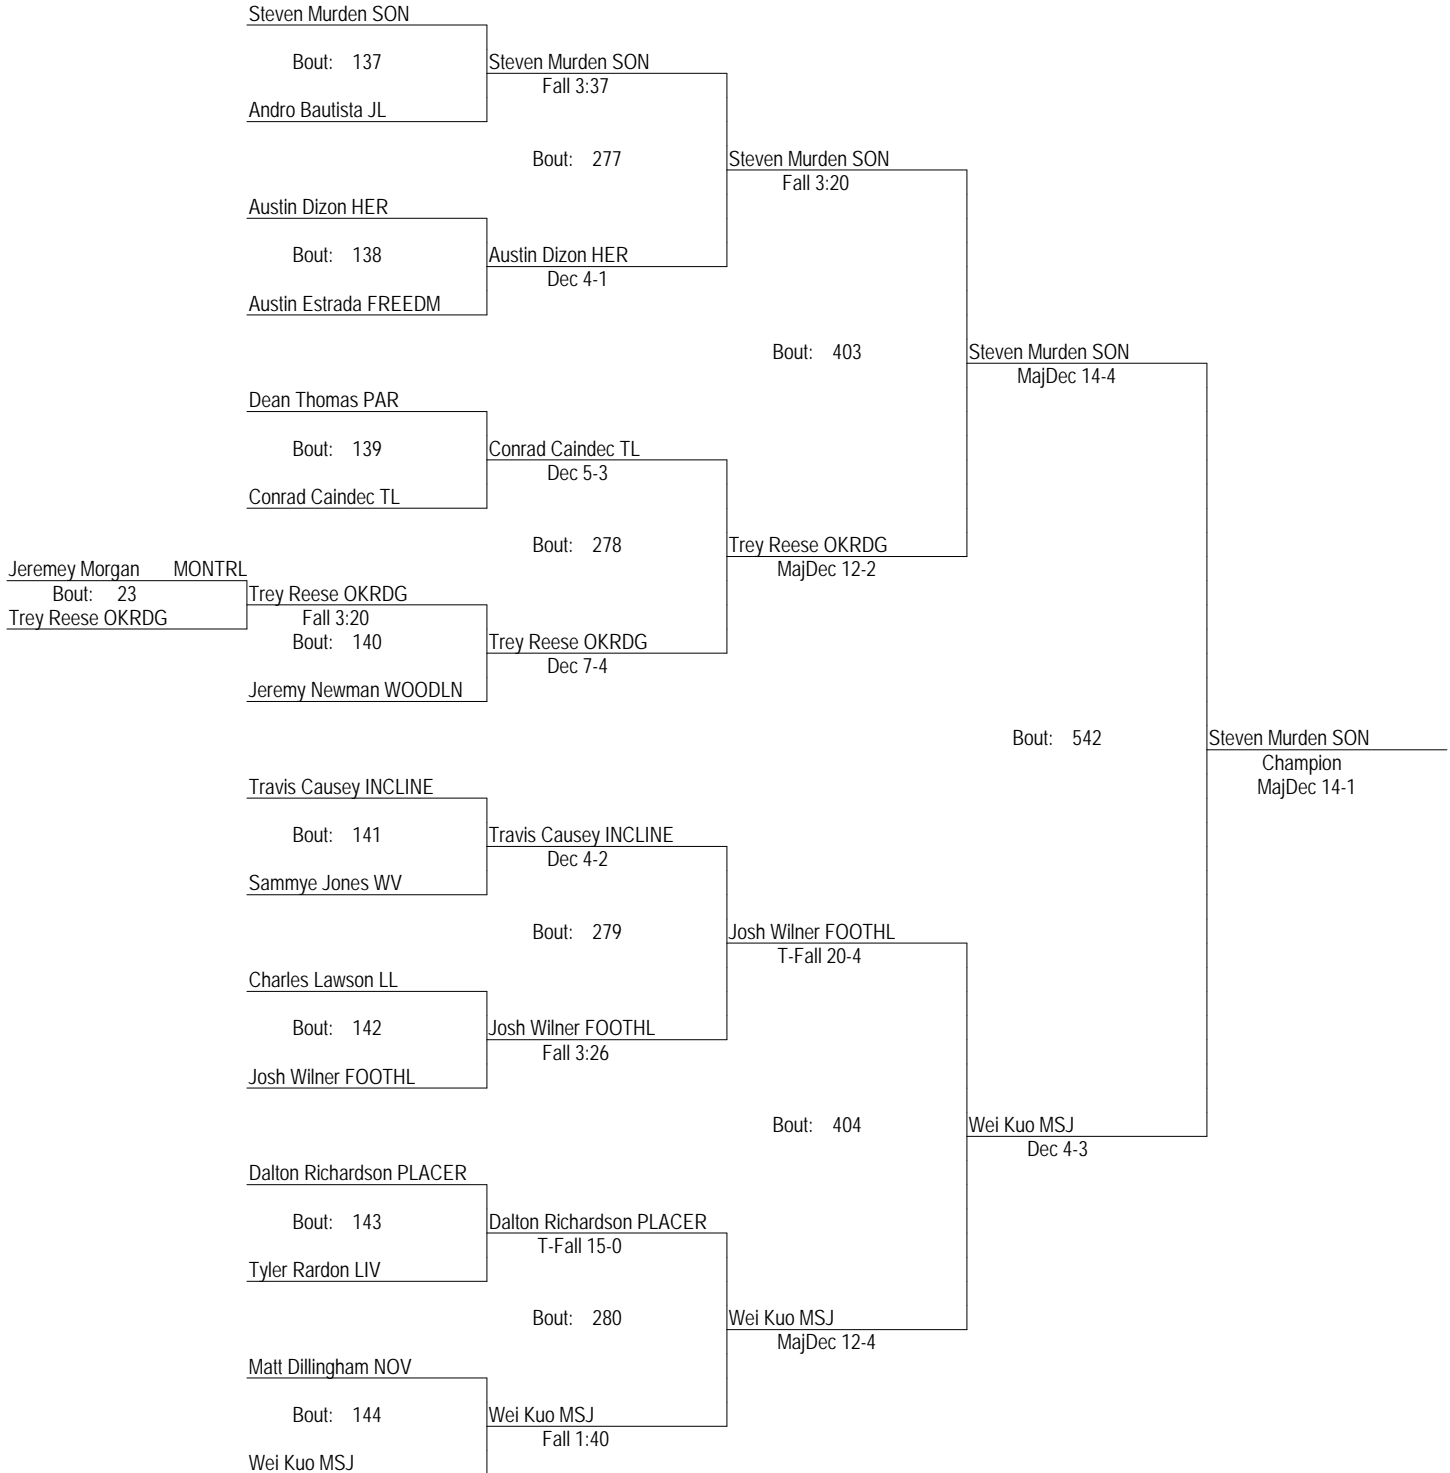 Steven Murden SON
Bout: 137
Steven Murden SON
Fall 3:37
Andro Bautista JL
Bout: 277
Steven Murden SON
Fall 3:20
Austin Dizon HER
Bout: 138
Austin Dizon HER
Dec 4-1
Austin Estrada FREEDM
Bout: 403
Steven Murden SON
MajDec 14-4
Dean Thomas PAR
Bout: 139
Conrad Caindec TL
Dec 5-3
Conrad Caindec TL
Bout: 278
Trey Reese OKRDG
MajDec 12-2
Jeremey Morgan MONTRL
Bout: 23
Trey Reese OKRDG
Trey Reese OKRDG
Fall 3:20
Bout: 140
Trey Reese OKRDG
Dec 7-4
Jeremy Newman WOODLN
Bout: 542
Steven Murden SON
Champion
MajDec 14-1
Travis Causey INCLINE
Bout: 141
Travis Causey INCLINE
Dec 4-2
Sammye Jones WV
Bout: 279
Josh Wilner FOOTHL
T-Fall 20-4
Charles Lawson LL
Bout: 142
Josh Wilner FOOTHL
Fall 3:26
Josh Wilner FOOTHL
Bout: 404
Wei Kuo MSJ
Dec 4-3
Dalton Richardson PLACER
Bout: 143
Dalton Richardson PLACER
T-Fall 15-0
Tyler Rardon LIV
Bout: 280
Wei Kuo MSJ
MajDec 12-4
Matt Dillingham NOV
Bout: 144
Wei Kuo MSJ
Fall 1:40
Wei Kuo MSJ